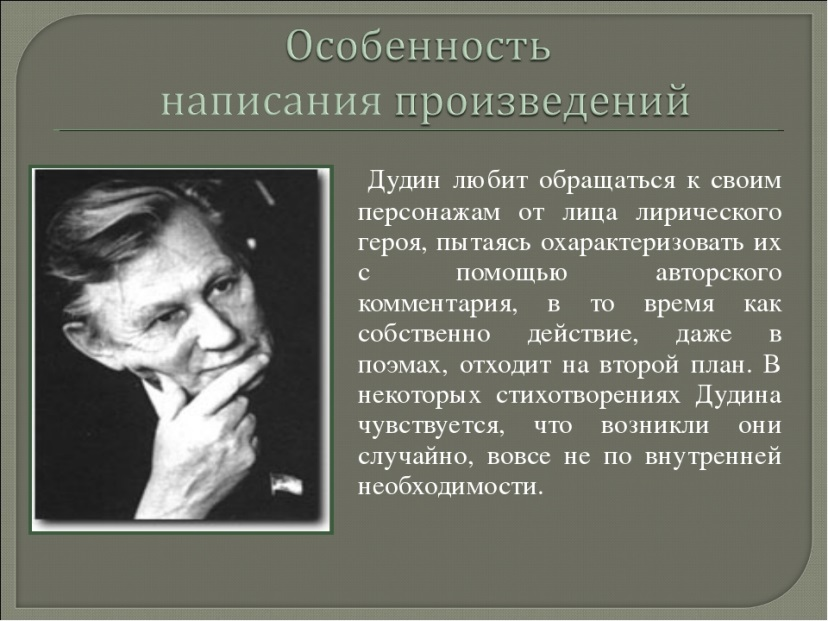 Особенность
написания произведений
Дудин любит обращаться к своим
персонажам от лица лирического
героя, пытаясь охарактеризовать их
с помощью авторского
комментария, в то время как
собственно действие, даже в
поэмах, отходит на второй план. В
некоторых стихотворениях Дудина
чувствуется, что возникли они
случайно, вовсе не по внутренней
необходимости.